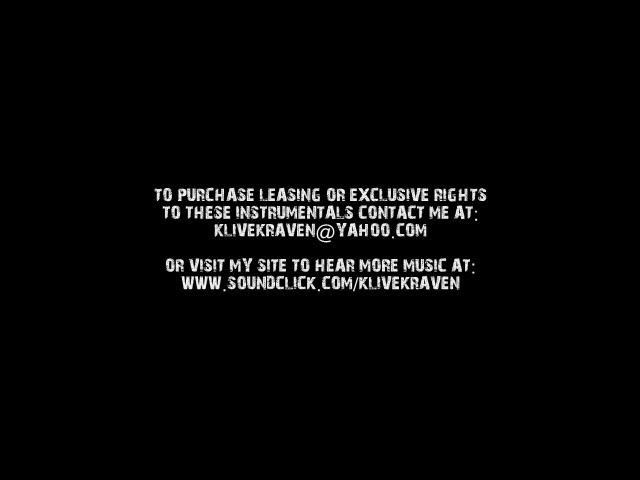 TO PURCHASE LEASING OR EXCLUSIVE RIGHTS
TO THESE INSTRUMENTALS CONTACT ME AT:
KLIVEKRAVEN@YAHOO.COM
OR VISIT MY SITE TO HEAR MORE MUSIC AT:
WWW.SOUNDCLICK.COM/KLIVEKRAVEN